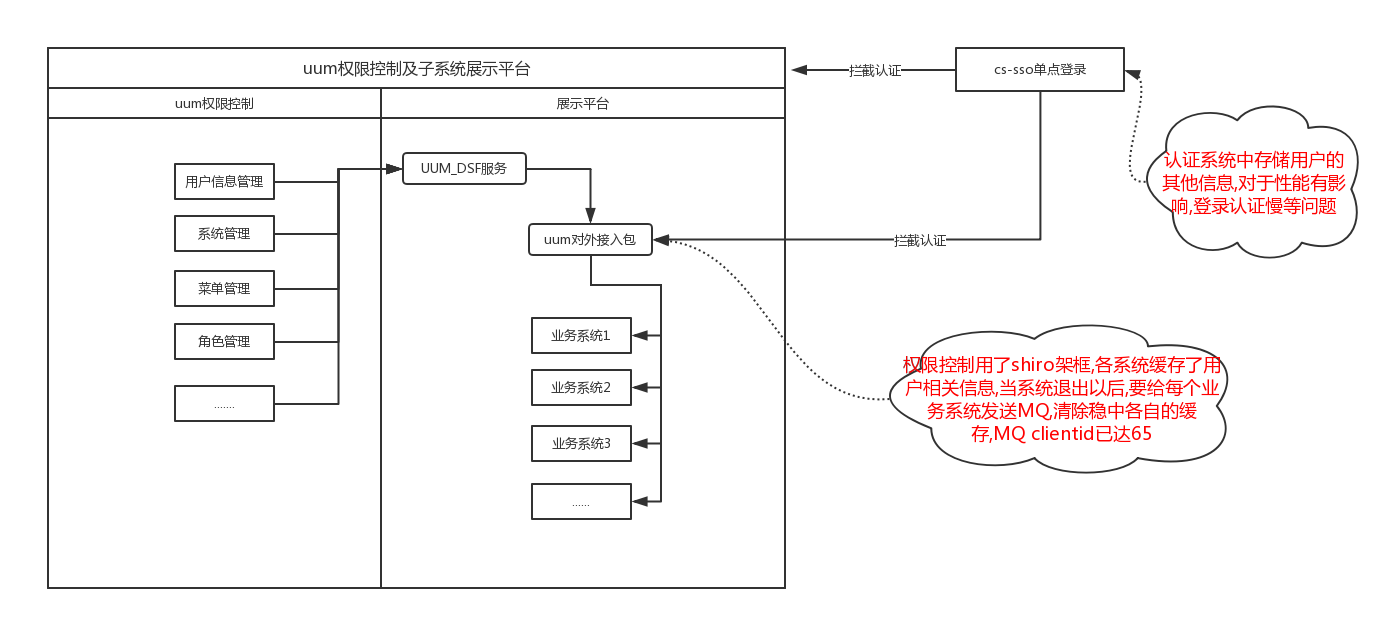 uum权限控制及子系统展示平台
uum权限控制
展示平台
用户信息管理
系统管理
菜单管理
角色管理
.......
UUM_DSF服务
uum对外接入包
业务系统1
业务系统2
业务系统3
......
拦截认证
cs-sso单点登录
拦截认证
认证系统中存储用户的
其他信息,对于性能有影
响,登录认证慢等问题
权限控制用了shiro架框,各系统缓存了用
户相关信息,当系统退出以后,要给每个业
务系统发送MQ,清除稳中各自的缓
存,MQ clientid已达65